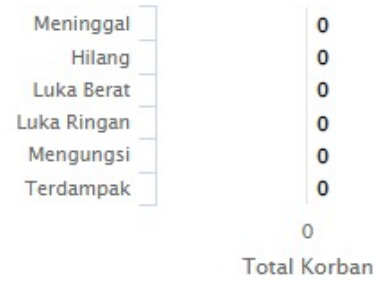 Meninggal 0
Hilang 0
Luka Berat 0
Luka Ringan 0
Mengungsi 0
Terdampak 0
0
Total Korban